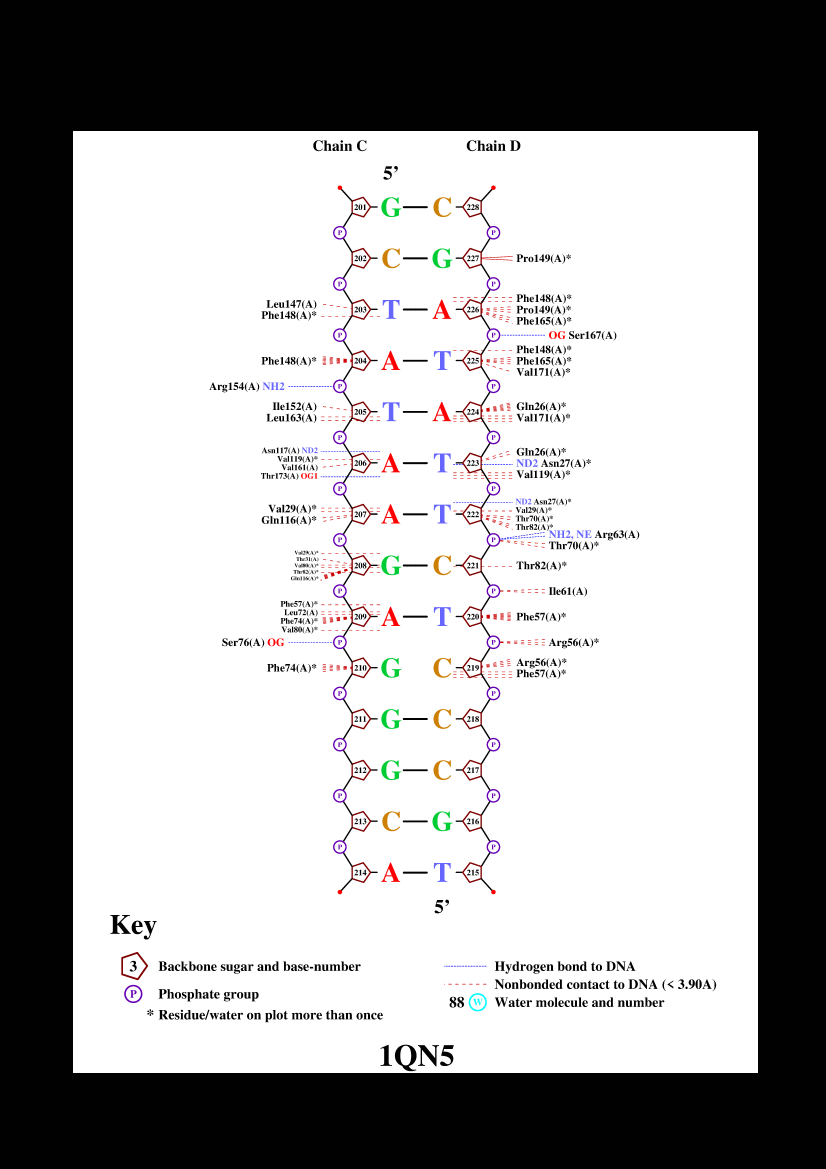 Chain C Chain D
5’
201 G C 228
P P
202 C G 227 Pro149(A)*
P P
Phe148(A)*
Leu147(A) 203 T A 226 Pro149(A)*
Phe148(A)* Phe165(A)*
P P OG Ser167(A)
Phe148(A)*
Phe148(A)* 204 A T 225 Phe165(A)*
Val171(A)*
Arg154(A) NH2 P P
Ile152(A) 205 T A 224 Gln26(A)*
Leu163(A) Val171(A)*
P P
Asn117(A) ND2 Gln26(A)*
Val119(A)* 206 A T 223 ND2 Asn27(A)*
Val161(A) Val119(A)*
Thr173(A) OG1
P P
ND2 Asn27(A)*
Val29(A)* 207 A T 222 Val29(A)*
Gln116(A)* Thr70(A)*
Thr82(A)*
P P NH2, NE Arg63(A)
Thr70(A)*
Val29(A)*
Thr31(A)
Val80(A)* 208 G C 221 Thr82(A)*
Thr82(A)*
Gln116(A)*
P P Ile61(A)
Phe57(A)*
Leu72(A) 209 A T 220 Phe57(A)*
Phe74(A)*
Val80(A)*
Ser76(A) OG P P Arg56(A)*
Phe74(A)* 210 G C 219 Arg56(A)*
Phe57(A)*
P P
211 G C 218
P P
212 G C 217
P P
213 C G 216
P P
214 A T 215
5’
Key
3 Backbone sugar and base-number
P Phosphate group
* Residue/water on plot more than once
Hydrogen bond to DNA
Nonbonded contact to DNA (< 3.90A)
88 W Water molecule and number
1QN5